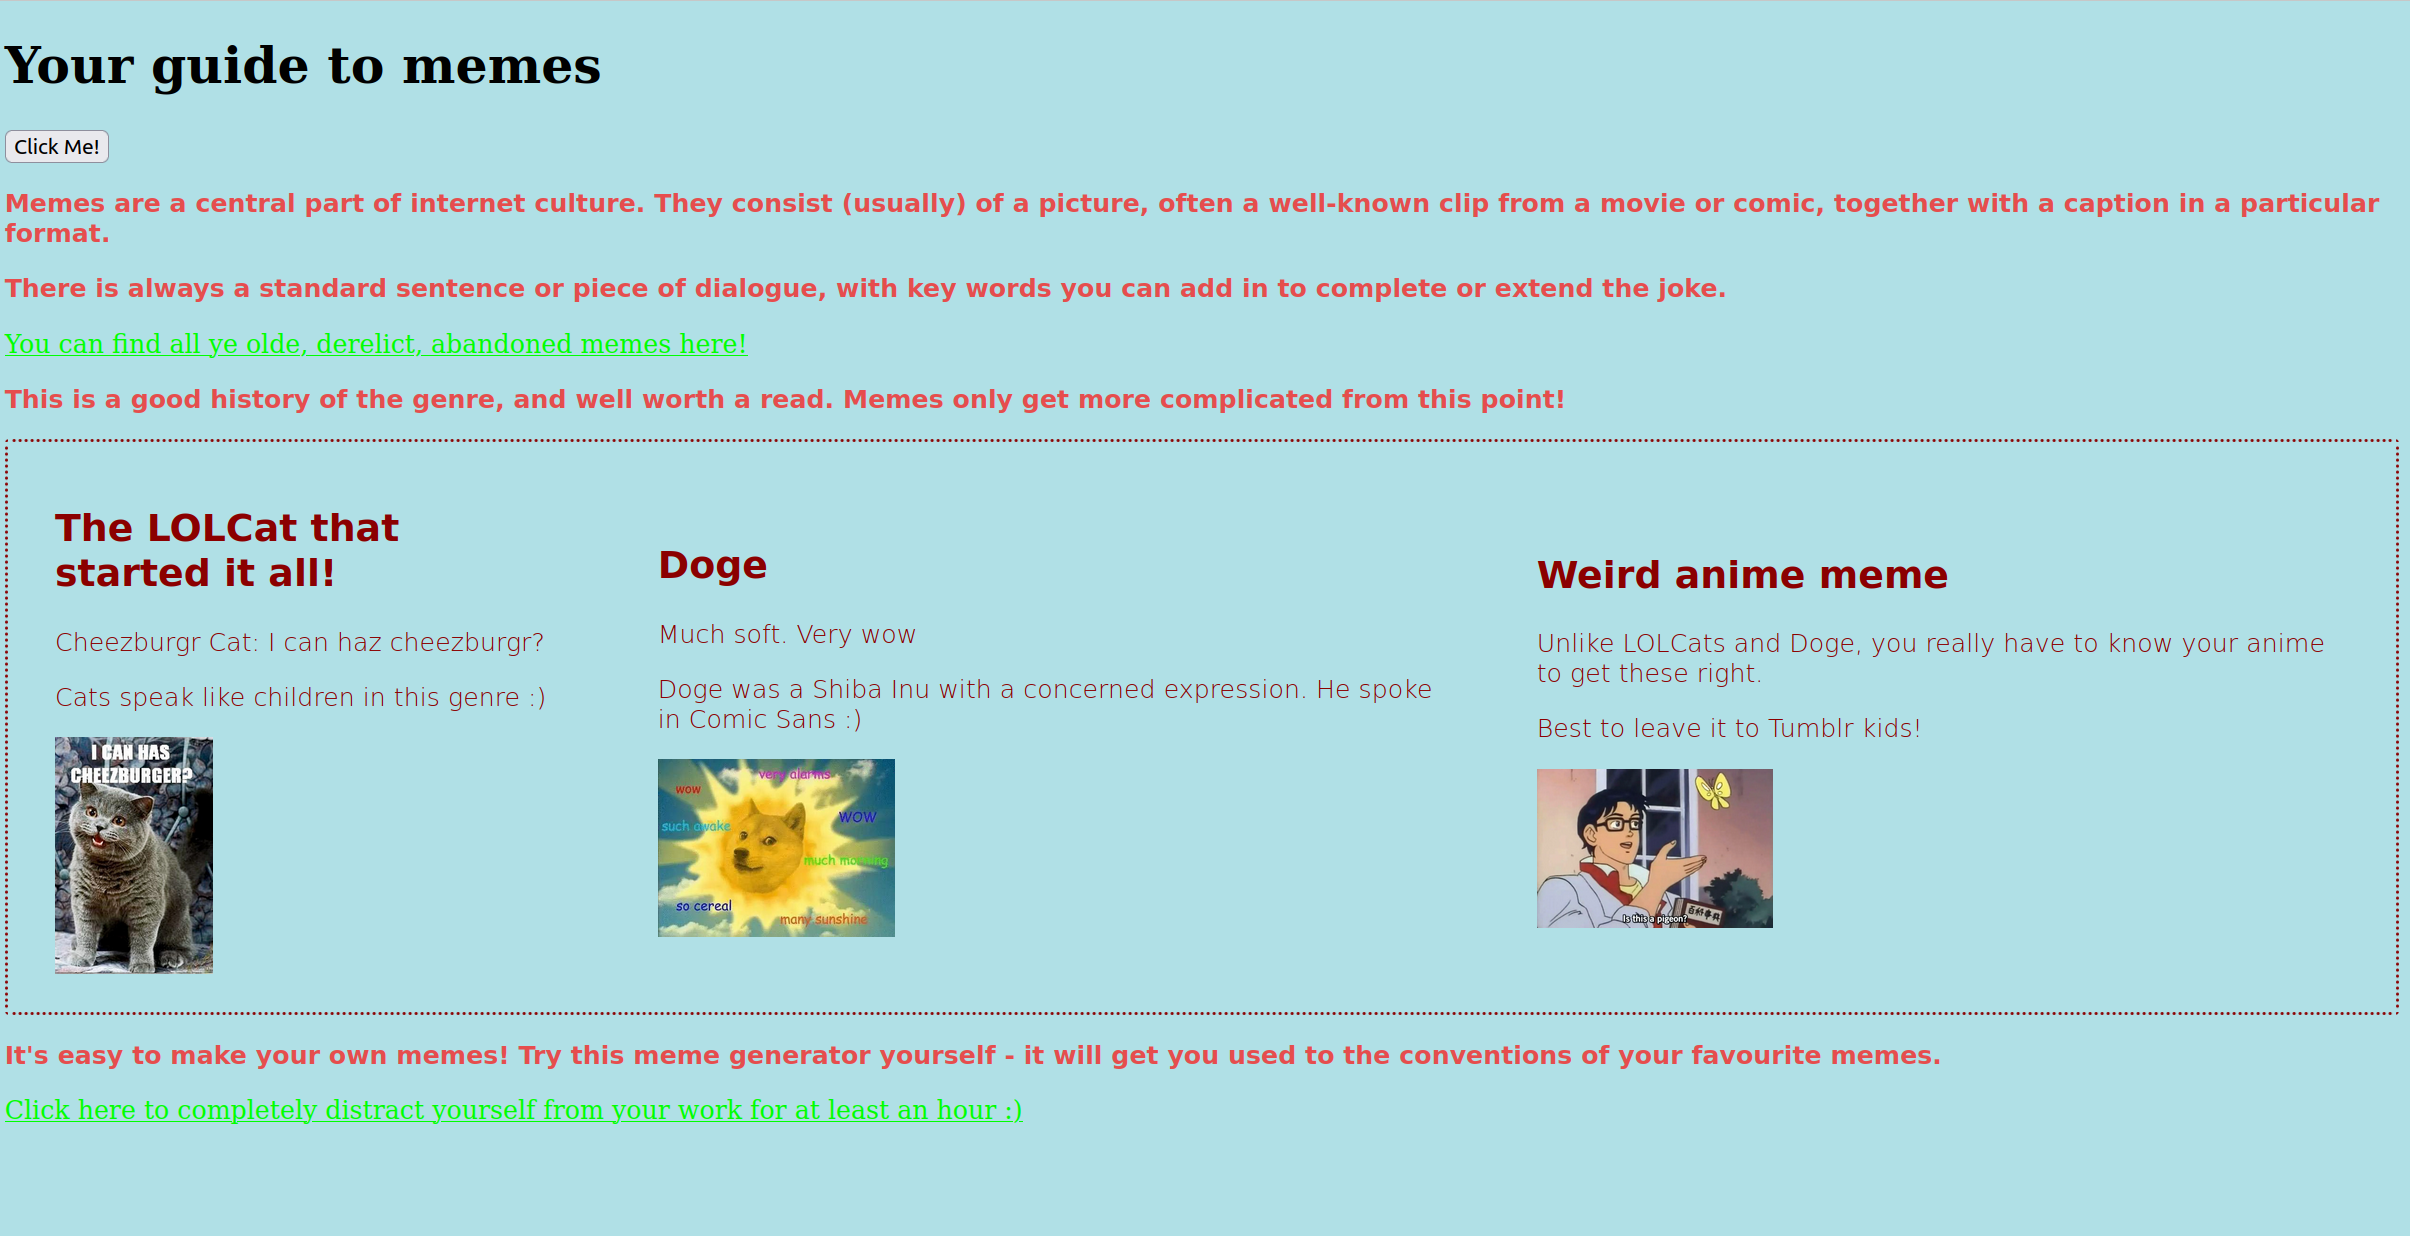 Your guide to memes
Click Me!
Memes are a central part of internet culture. They consist (usually) of a picture, often a well-known clip from a movie or comic, together with a caption in a particular
format.
There is always a standard sentence or piece of dialogue, with key words you can add in to complete or extend the joke.
You can find all ye olde, derelict, abandoned memes here!
This is a good history of the genre, and well worth a read. Memes only get more complicated from this point!
The LOLCat that
started it all!
Cheezburgr Cat: I can haz cheezburgr?
Cats speak like children in this genre :)
I CAN HAS
CHEEZBURGER?
Doge
Much soft. Very wow
Doge was a Shiba Inu with a concerned expression. He spoke
in Comic Sans :)
very alarms
wow
WOW
such awake
much morning
so cereal
many sunshine
Weird anime meme
Unlike LOLCats and Doge, you really have to know your anime
to get these right.
Best to leave it to Tumblr kids!
Is this a pigeon?
It's easy to make your own memes! Try this meme generator yourself - it will get you used to the conventions of your favourite memes.
Click here to completely distract yourself from your work for at least an hour :)